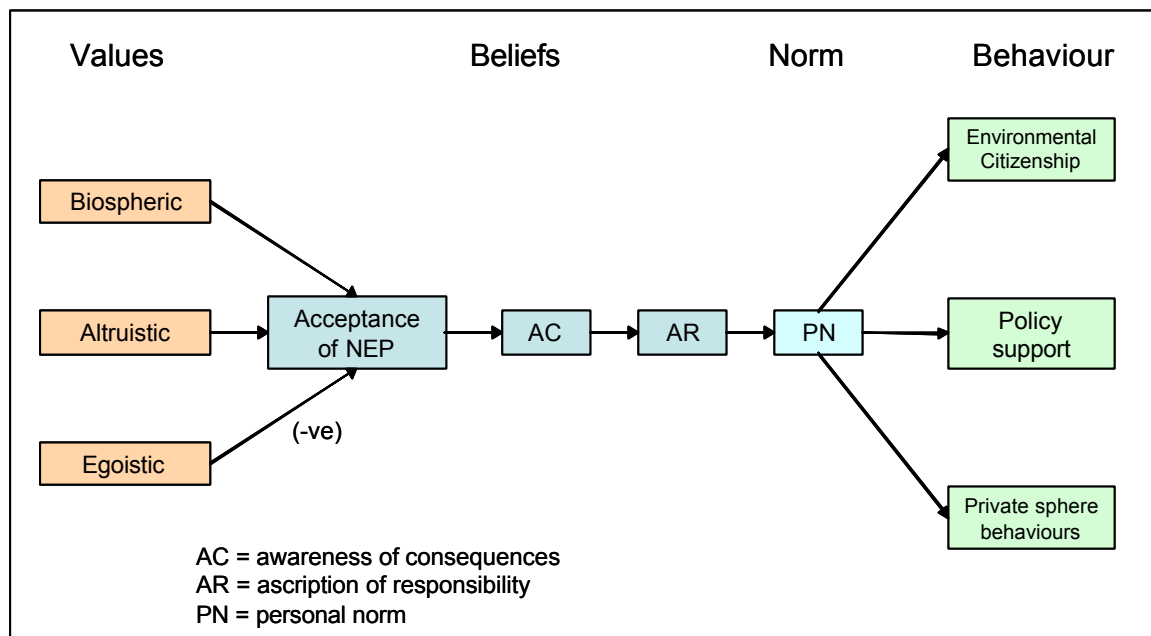 Values
Beliefs
Norm
Behaviour
Environmental
Citizenship
Biospheric
Altruistic
Acceptance
of NEP
AC
AR
PN
Policy
support
(-ve)
Egoistic
Private sphere
behaviours
AC = awareness of consequences
AR = ascription of responsibility
PN = personal norm